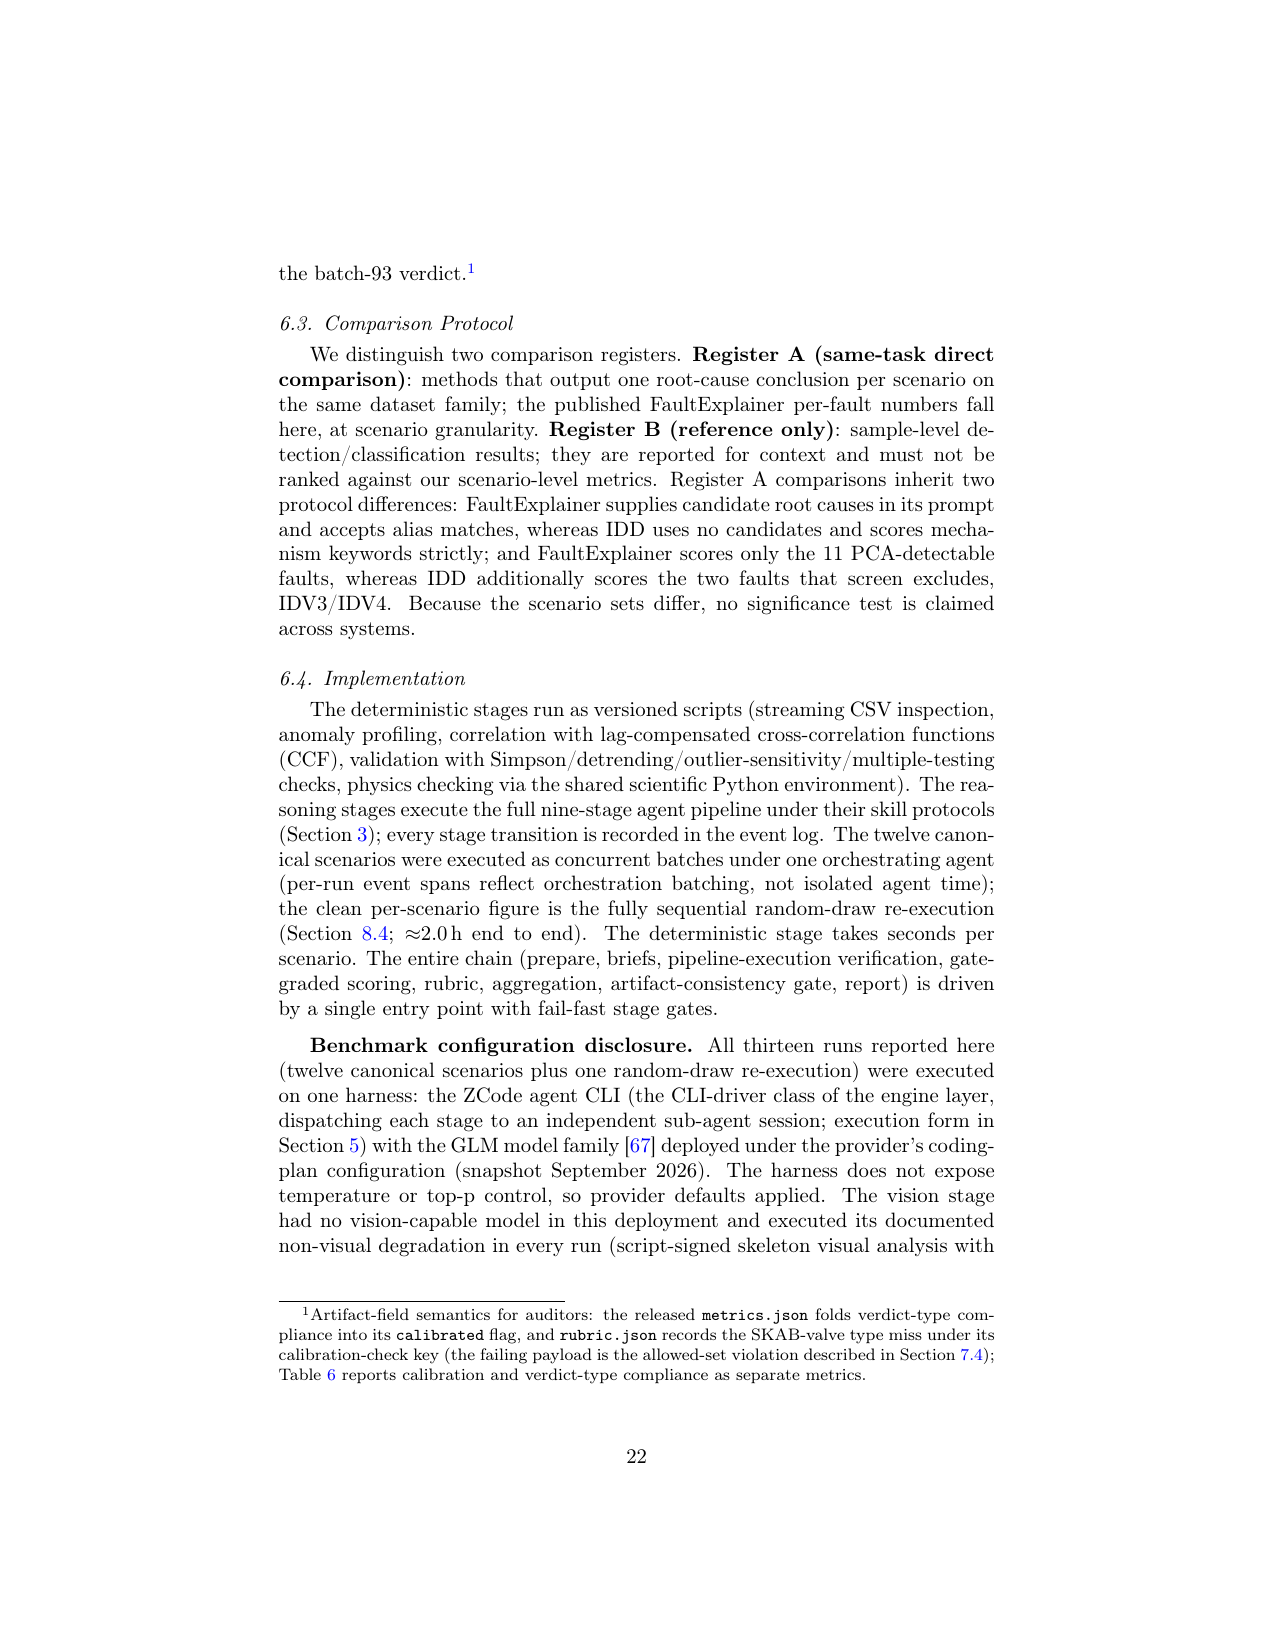 the batch-93 verdict.1
6.3. Comparison Protocol
We distinguish two comparison registers. Register A (same-task direct
comparison): methods that output one root-cause conclusion per scenario on
the same dataset family; the published FaultExplainer per-fault numbers fall
here, at scenario granularity. Register B (reference only): sample-level de-
tection/classification results; they are reported for context and must not be
ranked against our scenario-level metrics. Register A comparisons inherit two
protocol differences: FaultExplainer supplies candidate root causes in its prompt
and accepts alias matches, whereas IDD uses no candidates and scores mecha-
nism keywords strictly; and FaultExplainer scores only the 11 PCA-detectable
faults, whereas IDD additionally scores the two faults that screen excludes,
IDV3/IDV4. Because the scenario sets differ, no significance test is claimed
across systems.
6.4. Implementation
The deterministic stages run as versioned scripts (streaming CSV inspection,
anomaly profiling, correlation with lag-compensated cross-correlation functions
(CCF), validation with Simpson/detrending/outlier-sensitivity/multiple-testing
checks, physics checking via the shared scientific Python environment). The rea-
soning stages execute the full nine-stage agent pipeline under their skill protocols
(Section 3); every stage transition is recorded in the event log. The twelve canon-
ical scenarios were executed as concurrent batches under one orchestrating agent
(per-run event spans reflect orchestration batching, not isolated agent time);
the clean per-scenario figure is the fully sequential random-draw re-execution
(Section 8.4; ≈2.0 h end to end). The deterministic stage takes seconds per
scenario. The entire chain (prepare, briefs, pipeline-execution verification, gate-
graded scoring, rubric, aggregation, artifact-consistency gate, report) is driven
by a single entry point with fail-fast stage gates.
Benchmark configuration disclosure. All thirteen runs reported here
(twelve canonical scenarios plus one random-draw re-execution) were executed
on one harness: the ZCode agent CLI (the CLI-driver class of the engine layer,
dispatching each stage to an independent sub-agent session; execution form in
Section 5) with the GLM model family [67] deployed under the provider's coding-
plan configuration (snapshot September 2026). The harness does not expose
temperature or top-p control, so provider defaults applied. The vision stage
had no vision-capable model in this deployment and executed its documented
non-visual degradation in every run (script-signed skeleton visual analysis with
1Artifact-field semantics for auditors: the released metrics.json folds verdict-type com-
pliance into its calibrated flag, and rubric.json records the SKAB-valve type miss under its
calibration-check key (the failing payload is the allowed-set violation described in Section 7.4);
Table 6 reports calibration and verdict-type compliance as separate metrics.
22